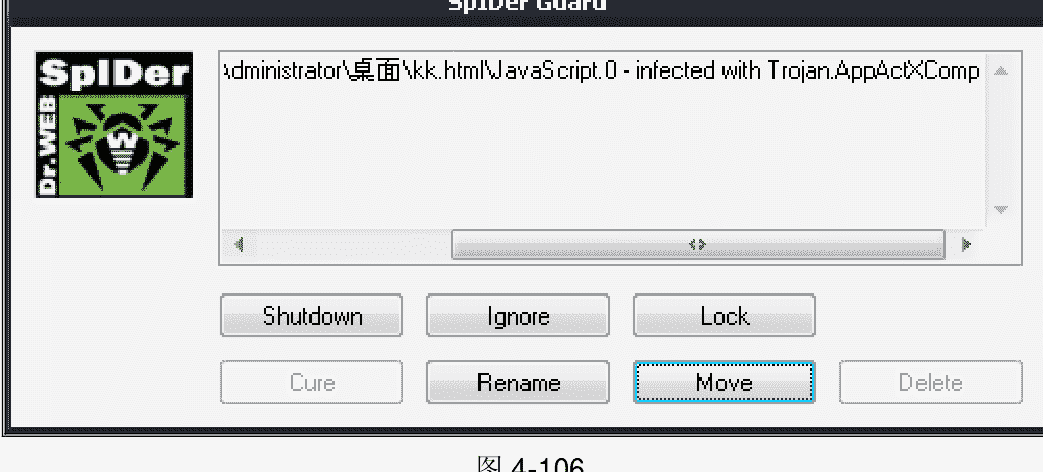 SpIDer Guard
SpIDer
Dr.WEB
\dministrator\桌面\kk.html\JavaScript.0 - infected with Trojan.AppActXComp
Shutdown Ignore Lock
Cure Rename Move Delete
图 4-106